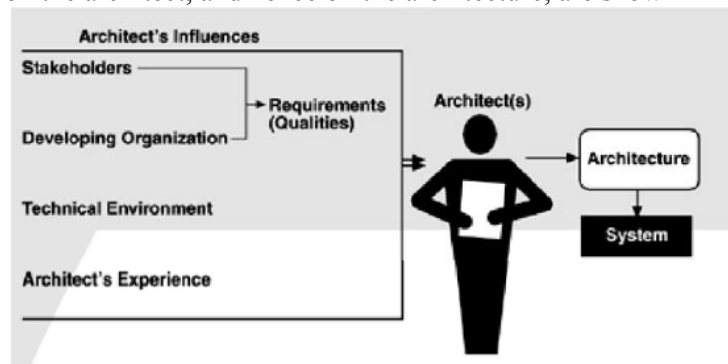 Architect's Influences
Stakeholders
Requirements
(Qualities)
Developing Organization
Technical Environment
Architect's Experience
Architect(s)
Architecture
System